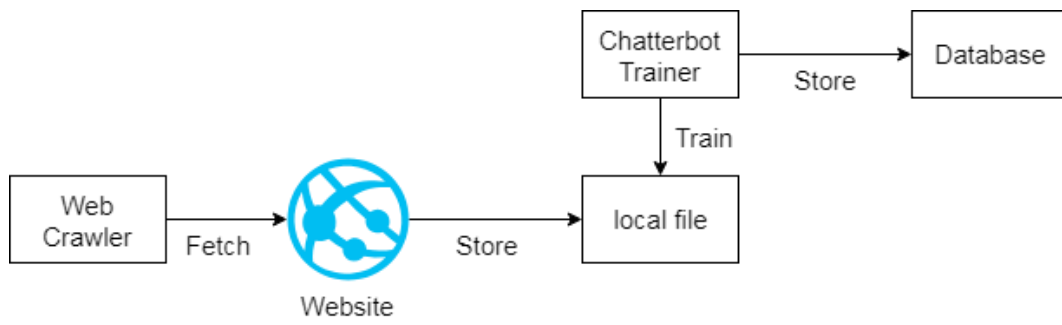 Chatterbot
Trainer
Store
Database
Train
Web
Crawler
Fetch
Website
Store
local file